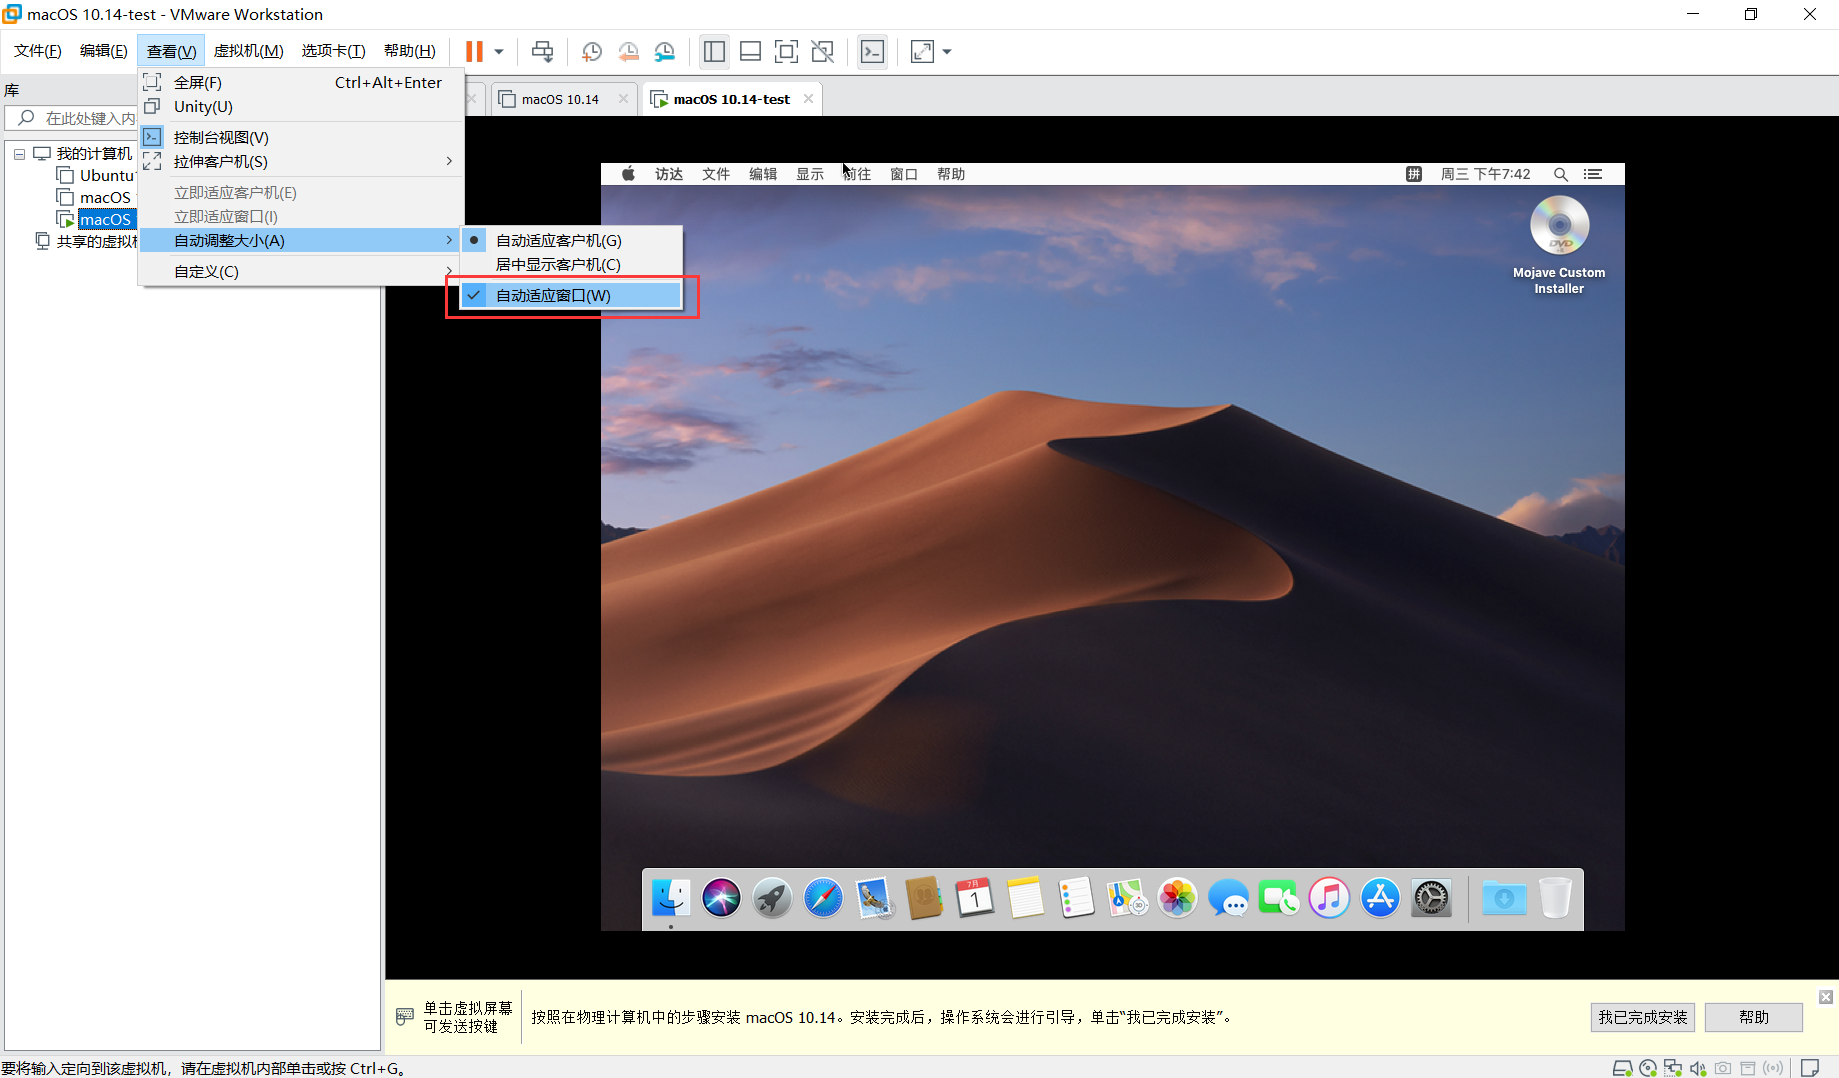 macOS 10.14-test - VMware Workstation
文件(F) 编辑(E) 查看(V) 虚拟机(M) 选项卡(T) 帮助(H)
库
在此处键入内
我的计算机
Ubuntu
macOS
macOS
共享的虚拟机
全屏(F) Ctrl+Alt+Enter
Unity(U)
控制台视图(V)
拉伸客户机(S)
立即适应客户机(E)
立即适应窗口(I)
自动调整大小(A)
自定义(C)
自动适应客户机(G)
居中显示客户机(C)
自动适应窗口(W)
macOS 10.14
macOS 10.14-test
访达 文件 编辑 显示 前往 窗口 帮助
拼 周三 下午7:42
DVD
Mojave Custom
Installer
7月
1
3D
单击虚拟屏幕
可发送按键
按照在物理计算机中的步骤安装 macOS 10.14。安装完成后，操作系统会进行引导，单击“我已完成安装”。
我已完成安装 帮助
要将输入定向到该虚拟机，请在虚拟机内部单击或按 Ctrl+G。